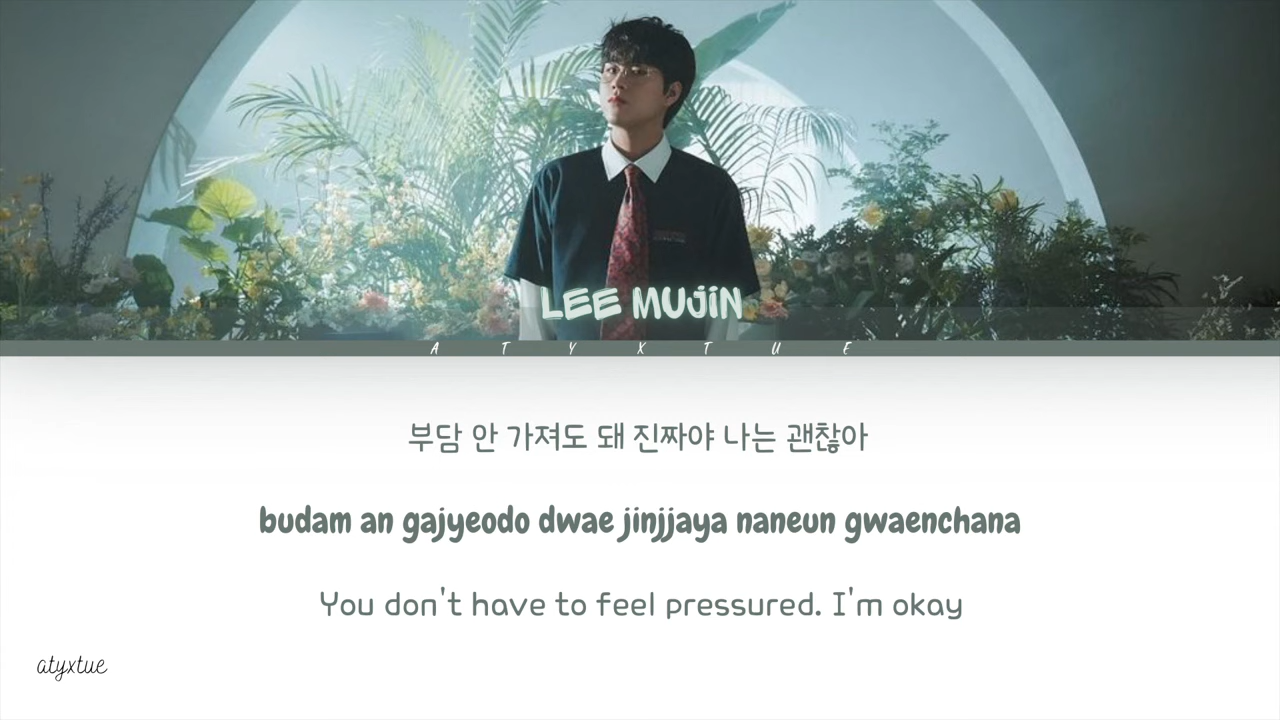 LEE MUJIN
ATYXTUE
부담 안 가져도 돼 진짜야 나는 괜찮아
budam an gajyeodo dwae jinjjaya naneun gwaenchana
You don't have to feel pressured. I'm okay
atyxtue